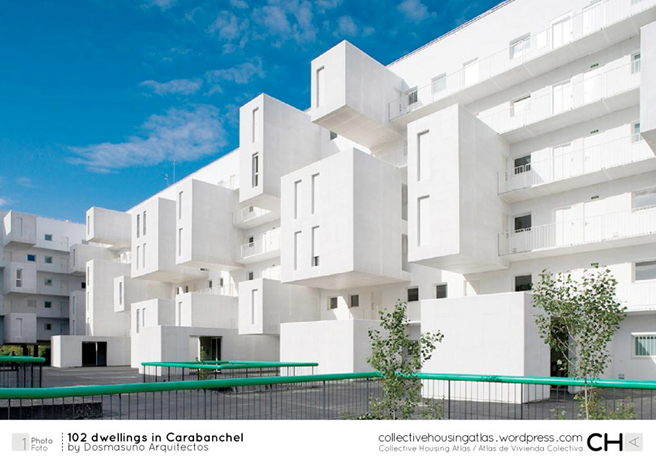 1 Photo
Foto
102 dwellings in Carabanchel
by Dosmasuno Arquitectos
collectivehousingatlas.wordpress.com
Collective Housing Atlas / Atlas de Vivienda Colectiva
CH A